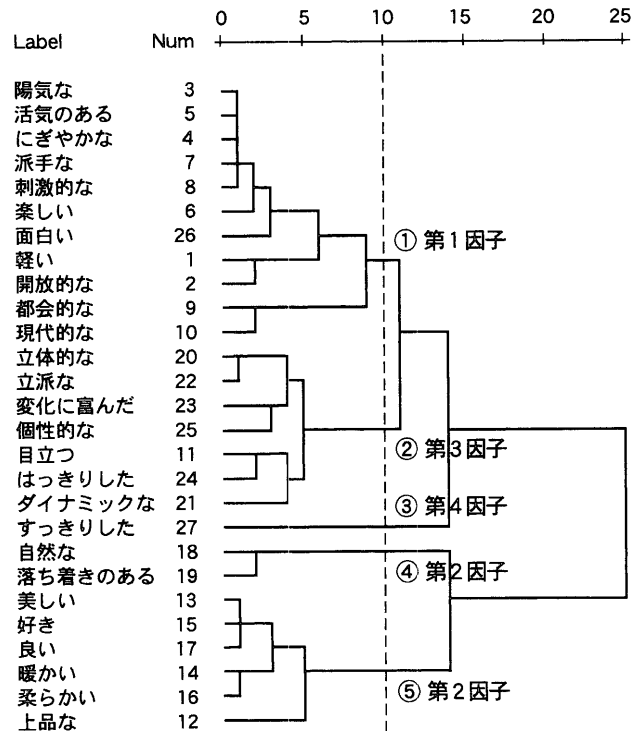 0 5 10 15 20 25
Label Num
陽気な 3
活気のある 5
にぎやかな 4
派手な 7
刺激的な 8
楽しい 6
面白い 26
① 第1因子
軽い 1
開放的な 2
都会的な 9
現代的な 10
立体的な 20
立派な 22
変化に富んだ 23
個性的な 25
② 第3因子
目立つ 11
はっきりした 24
ダイナミックな 21
③ 第4因子
すっきりした 27
自然な 18
落ち着きのある 19
④ 第2因子
美しい 13
好き 15
良い 17
暖かい 14
柔らかい 16
⑤ 第2因子
上品な 12